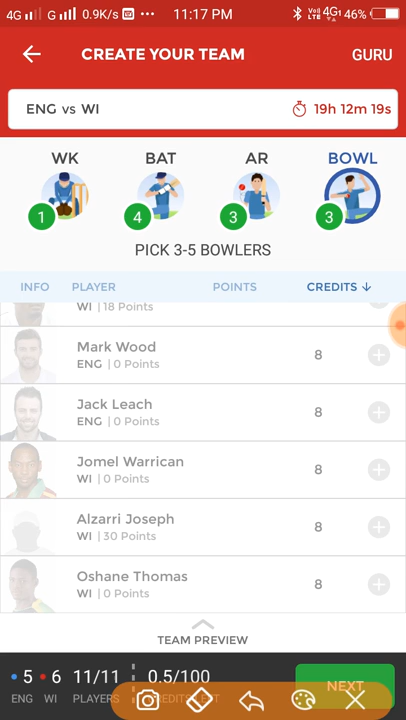 4G G 0.9K/s ... 11:17 PM Vo) LTE 4G 46%
CREATE YOUR TEAM GURU
ENG vs WI 19h 12m 19s
WK BAT AR BOWL
1 4 3 3
PICK 3-5 BOWLERS
INFO PLAYER POINTS CREDITS ↓
WI | 18 Points
Mark Wood 8
ENG | 0 Points
Jack Leach 8
ENG | 0 Points
Jomel Warrican 8
WI | 0 Points
Alzarri Joseph 8
WI | 30 Points
Oshane Thomas 8
WI | 0 Points
TEAM PREVIEW
5 6 11/11 0.5/100 NEXT
ENG WI PLAYERS